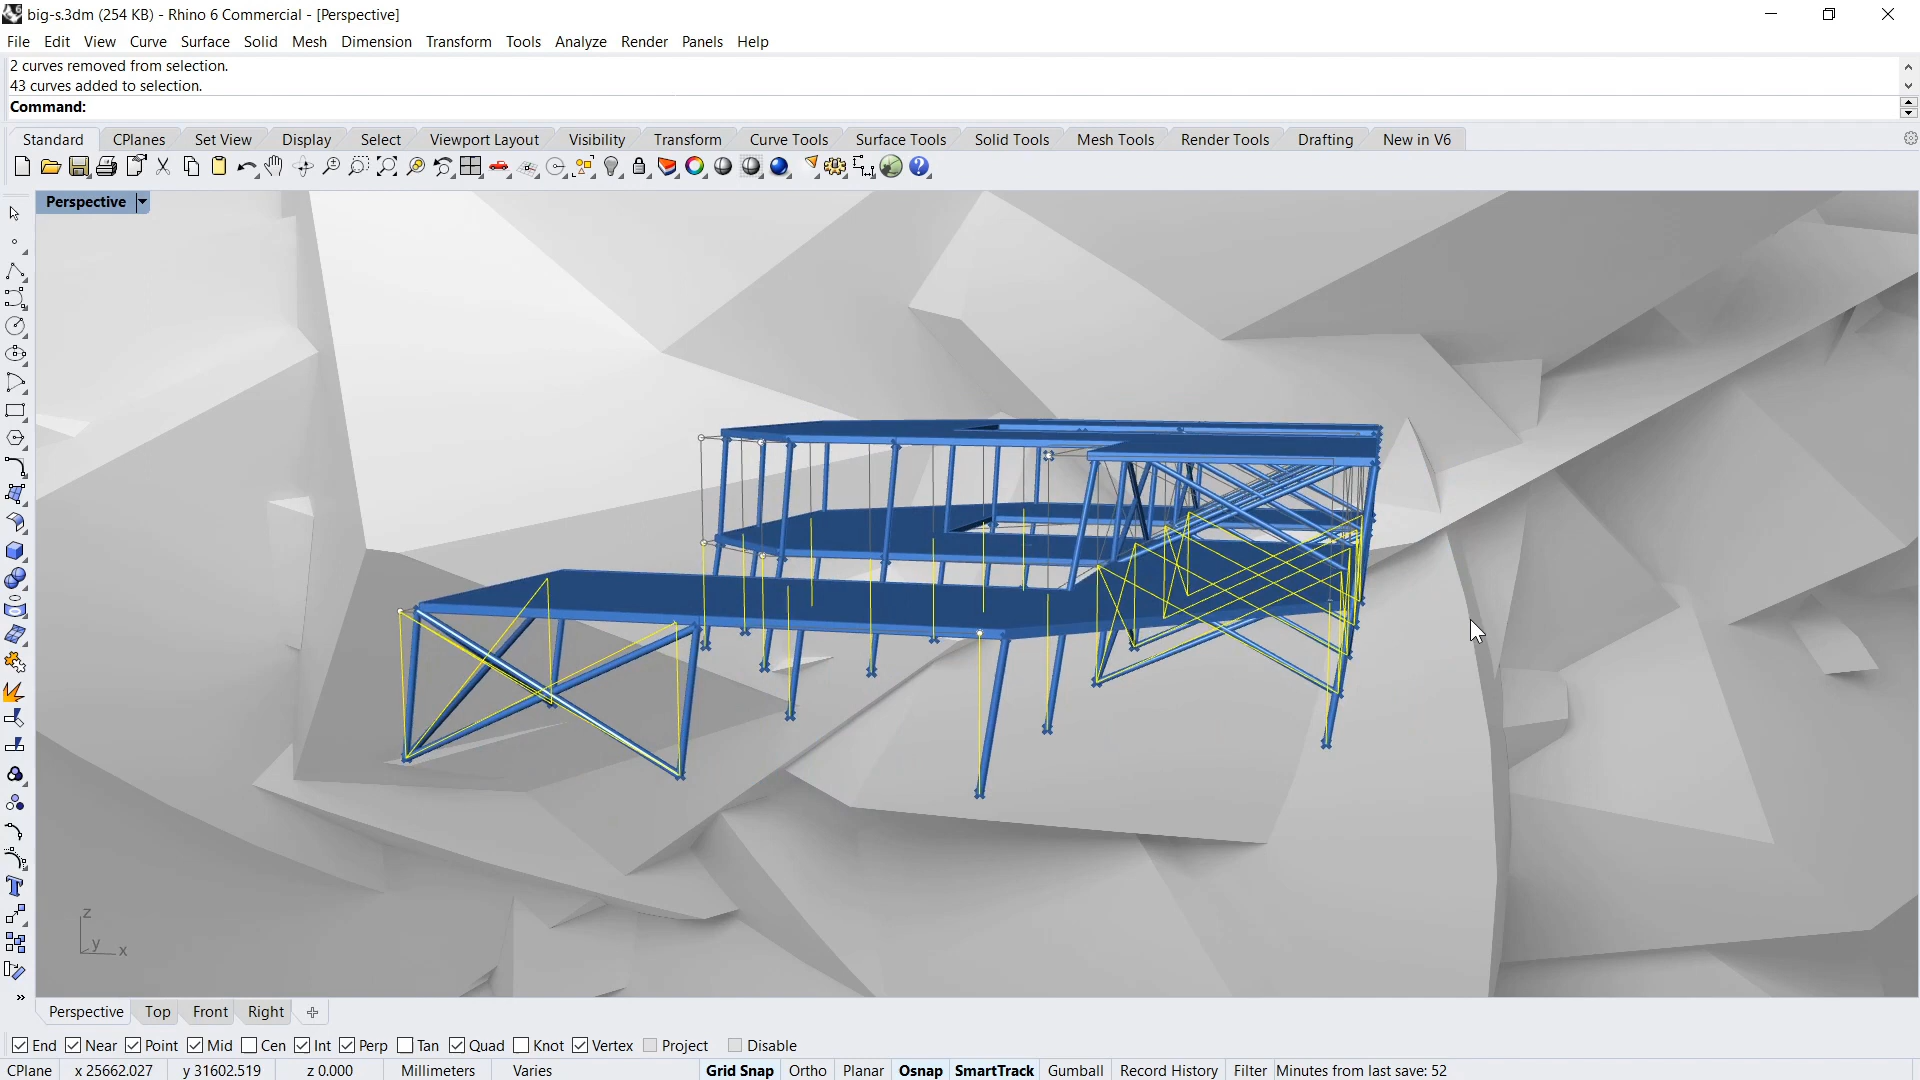 big-s.3dm (254 KB) - Rhino 6 Commercial - [Perspective]
File Edit View Curve Surface Solid Mesh Dimension Transform Tools Analyze Render Panels Help
2 curves removed from selection.
43 curves added to selection.
Command:
Standard CPlanes Set View Display Select Viewport Layout Visibility Transform Curve Tools Surface Tools Solid Tools Mesh Tools Render Tools Drafting New in V6
Perspective
z
y x
Perspective Top Front Right
End Near Point Mid Cen Int Perp Tan Quad Knot Vertex Project Disable
CPlane x 25662.027 y 31602.519 z 0.000 Millimeters Varies Grid Snap Ortho Planar Osnap SmartTrack Gumball Record History Filter Minutes from last save: 52